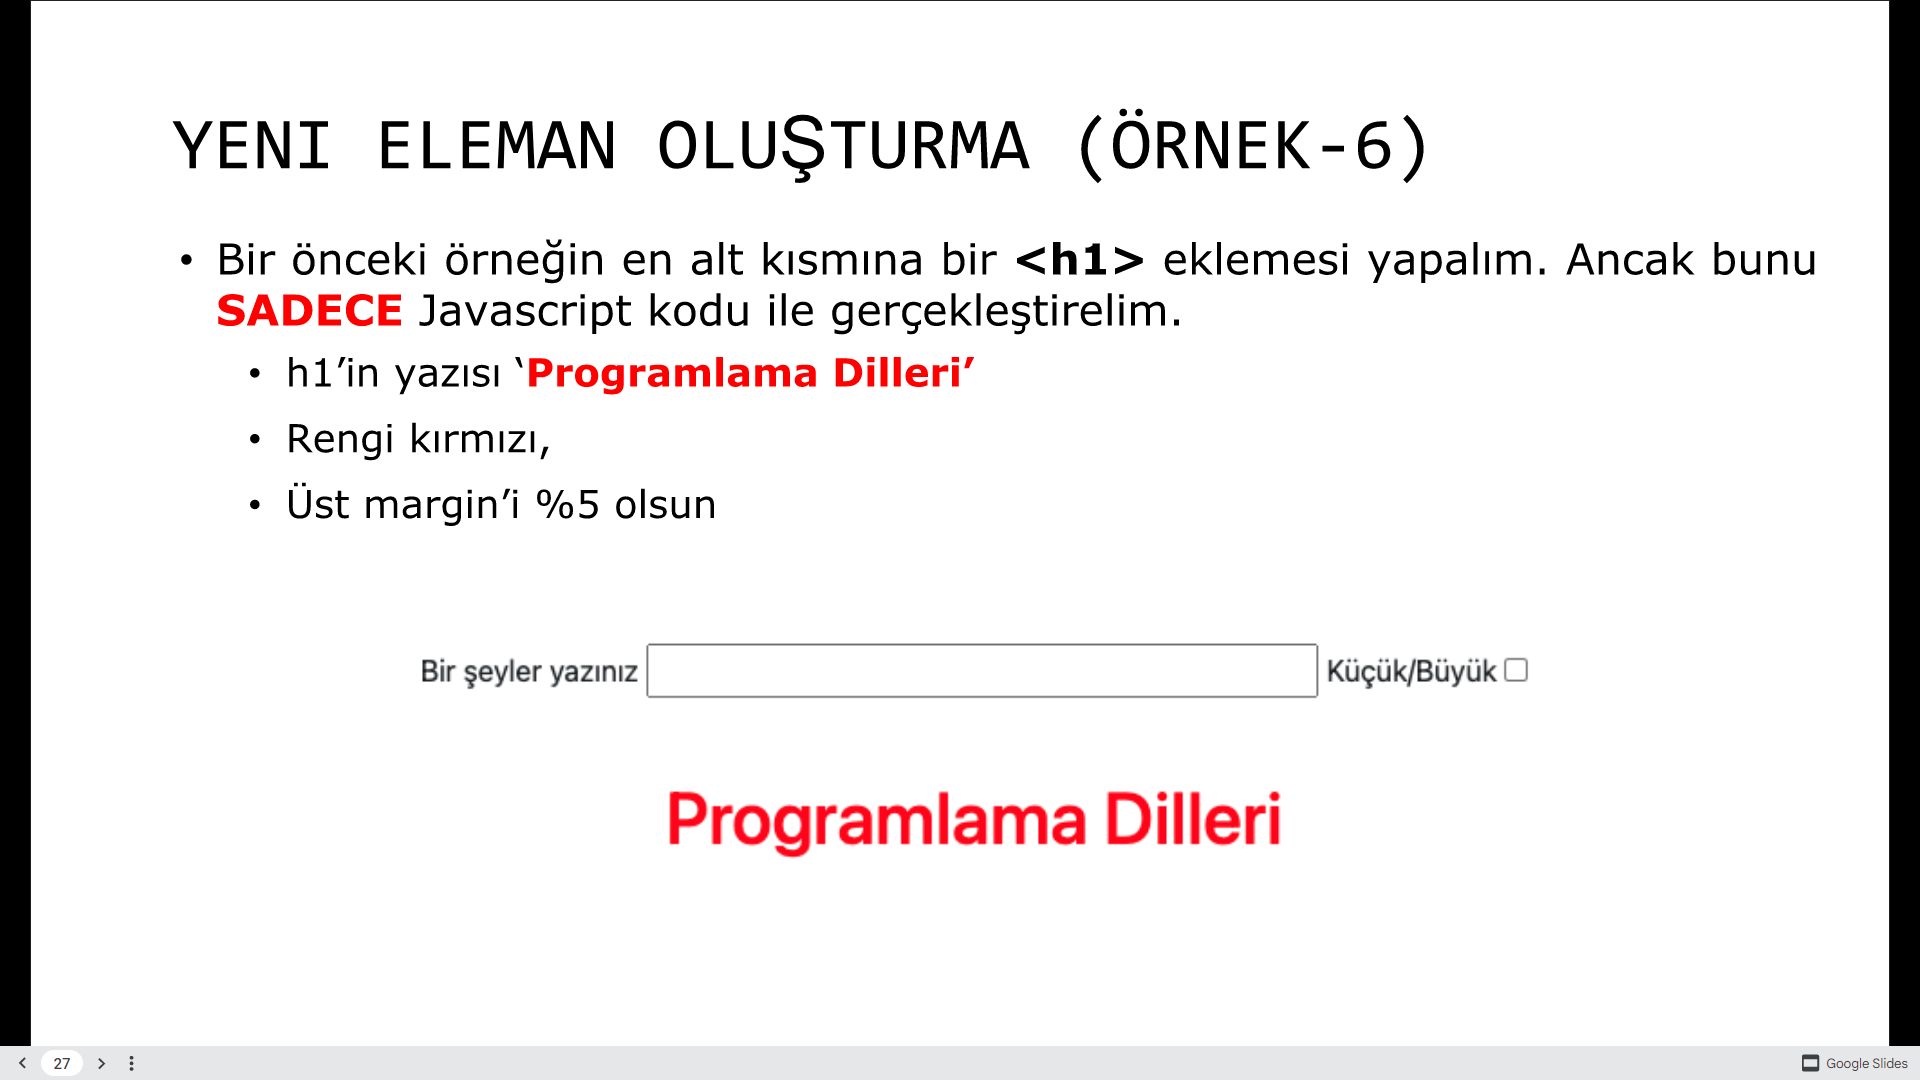 YENI ELEMAN OLUŞTURMA (ÖRNEK-6)
• Bir önceki örneğin en alt kısmına bir <h1> eklemesi yapalım. Ancak bunu
SADECE Javascript kodu ile gerçekleştirelim.
• h1’in yazısı ‘Programlama Dilleri’
• Rengi kırmızı,
• Üst margin’i %5 olsun
Bir şeyler yazınız Küçük/Büyük
Programlama Dilleri
27 Google Slides